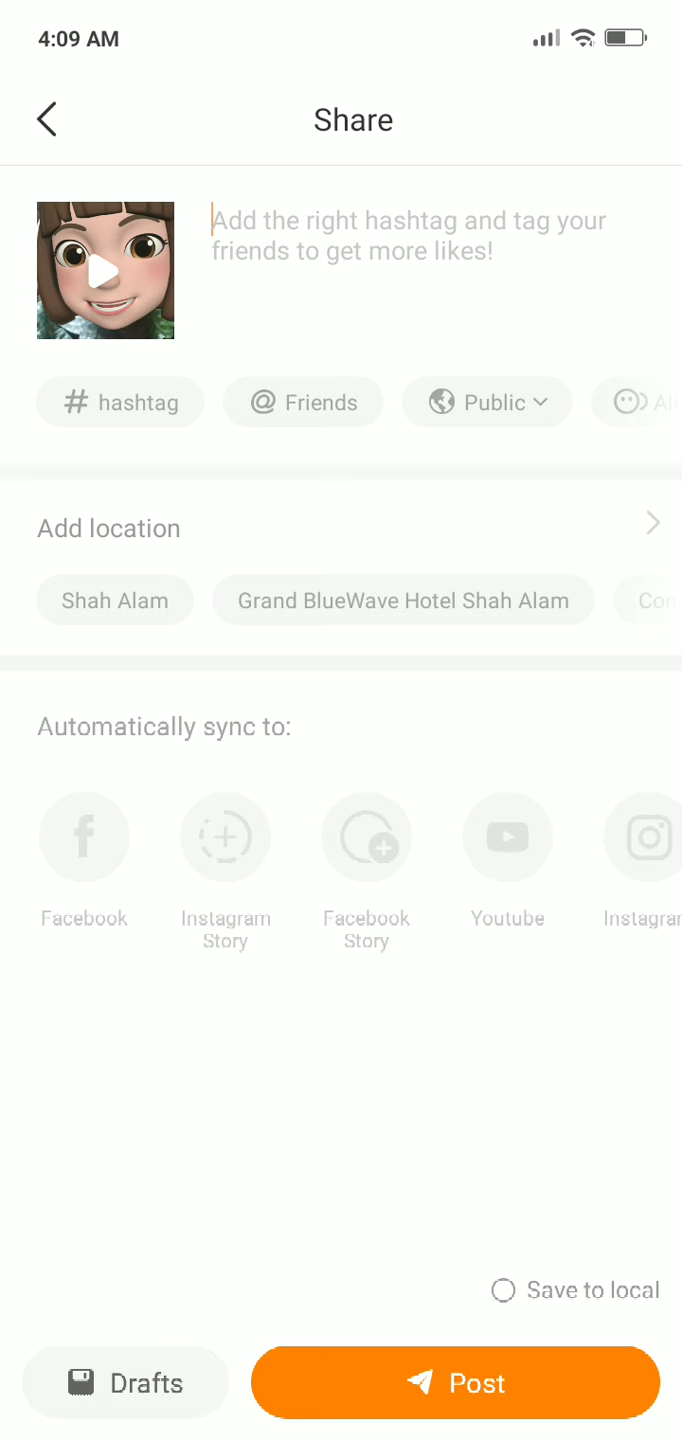 4:09 AM
Share
Add the right hashtag and tag your
friends to get more likes!
# hashtag
@ Friends
Public
Add location
Shah Alam
Grand BlueWave Hotel Shah Alam
Automatically sync to:
Facebook
Instagram
Story
Facebook
Story
Youtube
Save to local
Drafts
Post